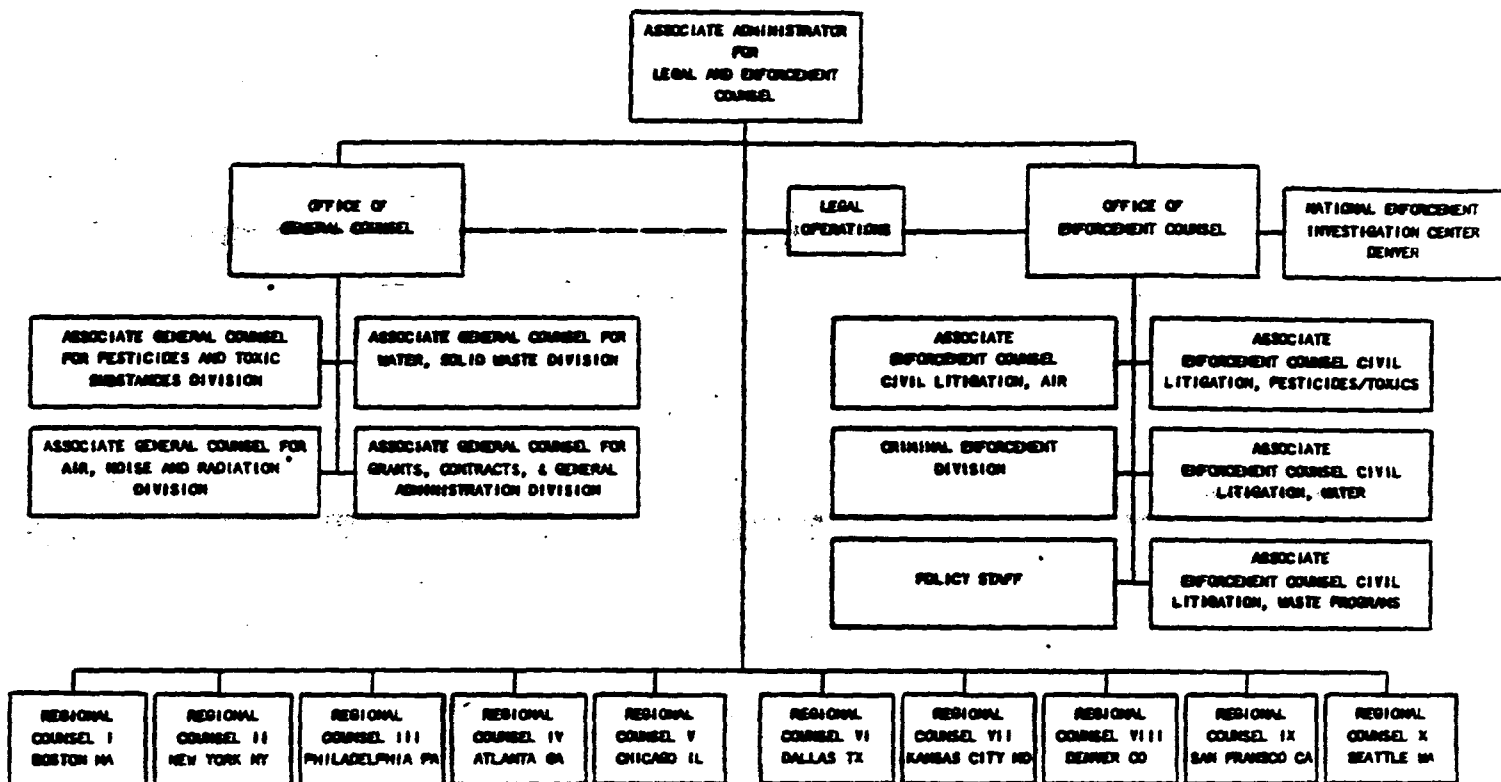 ASSOCIATE ADMINISTRATOR
FOR
LEGAL AND ENFORCEMENT
COUNSEL
OFFICE OF
GENERAL COUNSEL
LEGAL
OPERATIONS
OFFICE OF
ENFORCEMENT COUNSEL
NATIONAL ENFORCEMENT
INVESTIGATION CENTER
DENVER
ASSOCIATE GENERAL COUNSEL
FOR PESTICIDES AND TOXIC
SUBSTANCES DIVISION
ASSOCIATE GENERAL COUNSEL FOR
WATER, SOLID WASTE DIVISION
ASSOCIATE
ENFORCEMENT COUNSEL
CIVIL LITIGATION, AIR
ASSOCIATE
ENFORCEMENT COUNSEL CIVIL
LITIGATION, PESTICIDES/TOXICS
ASSOCIATE GENERAL COUNSEL FOR
AIR, NOISE AND RADIATION
DIVISION
ASSOCIATE GENERAL COUNSEL FOR
GRANTS, CONTRACTS, & GENERAL
ADMINISTRATION DIVISION
CRIMINAL ENFORCEMENT
DIVISION
ASSOCIATE
ENFORCEMENT COUNSEL CIVIL
LITIGATION, WATER
POLICY STAFF
ASSOCIATE
ENFORCEMENT COUNSEL CIVIL
LITIGATION, WASTE PROGRAMS
REGIONAL
COUNSEL I
BOSTON MA
REGIONAL
COUNSEL II
NEW YORK NY
REGIONAL
COUNSEL III
PHILADELPHIA PA
REGIONAL
COUNSEL IV
ATLANTA GA
REGIONAL
COUNSEL V
CHICAGO IL
REGIONAL
COUNSEL VI
DALLAS TX
REGIONAL
COUNSEL VII
KANSAS CITY MO
REGIONAL
COUNSEL VIII
DENVER CO
REGIONAL
COUNSEL IX
SAN FRANSCO CA
REGIONAL
COUNSEL X
SEATTLE WA